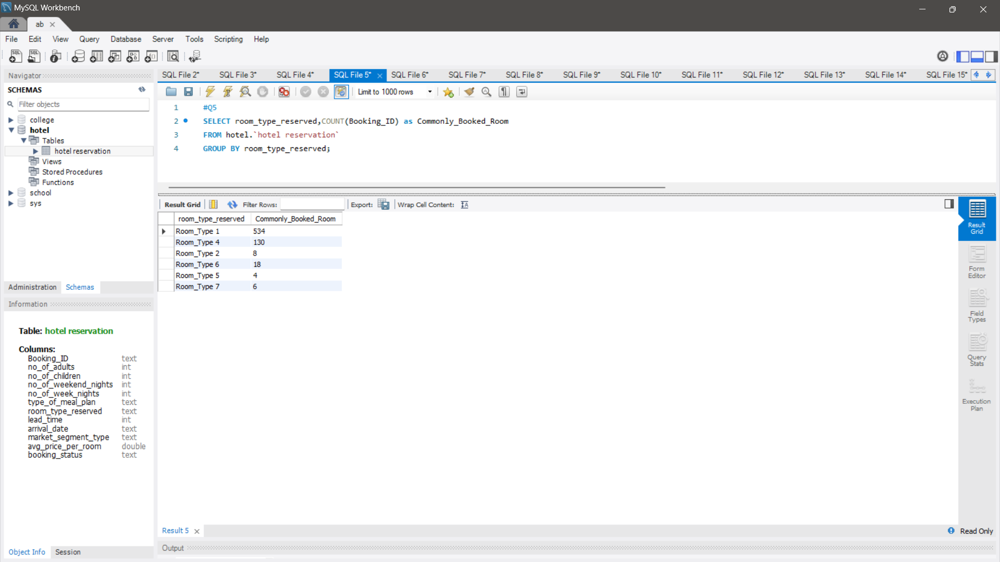 MySQL Workbench
ab
File Edit View Query Database Server Tools Scripting Help
Navigator
SCHEMAS
Filter objects
college
hotel
Tables
hotel reservation
Views
Stored Procedures
Functions
school
sys
Administration Schemas
Information
Table: hotel reservation
Columns:
Booking_ID text
no_of_adults int
no_of_children int
no_of_weekend_nights int
no_of_week_nights int
type_of_meal_plan text
room_type_reserved text
lead_time int
arrival_date text
market_segment_type text
avg_price_per_room double
booking_status text
Object Info Session
SQL File 2* SQL File 3* SQL File 4* SQL File 5* SQL File 6* SQL File 7* SQL File 8* SQL File 9* SQL File 10* SQL File 11* SQL File 12* SQL File 13* SQL File 14* SQL File 15*
Limit to 1000 rows
1 #Q5
2 SELECT room_type_reserved,COUNT(Booking_ID) as Commonly_Booked_Room
3 FROM hotel.`hotel reservation`
4 GROUP BY room_type_reserved;
Result Grid Filter Rows: Export: Wrap Cell Content:
room_type_reserved Commonly_Booked_Room
Room_Type 1 534
Room_Type 4 130
Room_Type 2 8
Room_Type 6 18
Room_Type 5 4
Room_Type 7 6
Result
Grid
Form
Editor
Field
Types
Query
Stats
Execution
Plan
Result 5
Read Only
Output